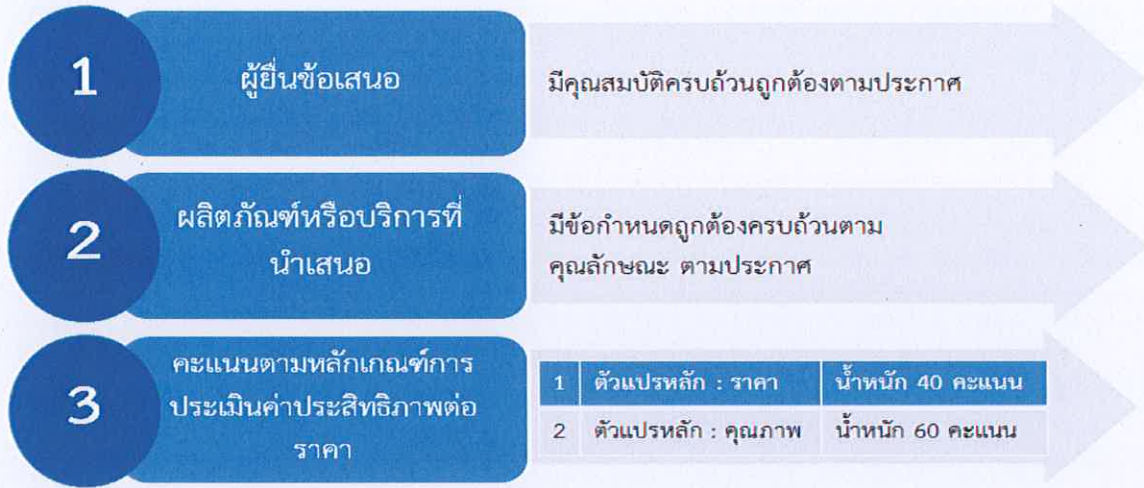 1
ผู้ยื่นข้อเสนอ
มีคุณสมบัติครบถ้วนถูกต้องตามประกาศ
2
ผลิตภัณฑ์หรือบริการที่
นำเสนอ
มีข้อกำหนดถูกต้องครบถ้วนตาม
คุณลักษณะ ตามประกาศ
3
คะแนนตามหลักเกณฑ์การ
ประเมินค่าประสิทธิภาพต่อ
ราคา
1 ตัวแปรหลัก : ราคา น้ำหนัก 40 คะแนน
2 ตัวแปรหลัก : คุณภาพ น้ำหนัก 60 คะแนน